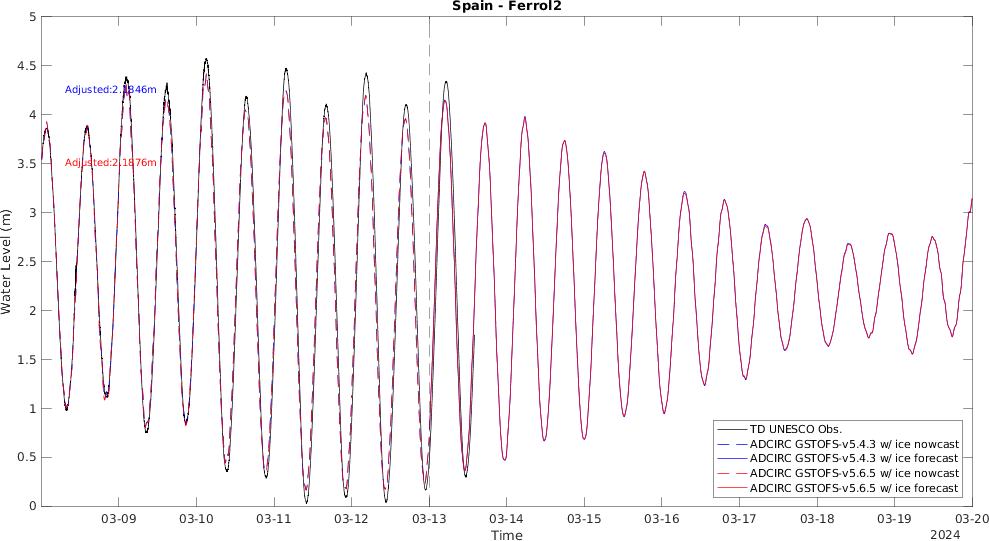 Spain - Ferrol2
Water Level (m)
5
4.5
4
3.5
3
2.5
2
1.5
1
0.5
0
Adjusted:2.1846m
Adjusted:2.1876m
TD UNESCO Obs.
ADCIRC GSTOFS-v5.4.3 w/ ice nowcast
ADCIRC GSTOFS-v5.4.3 w/ ice forecast
ADCIRC GSTOFS-v5.6.5 w/ ice nowcast
ADCIRC GSTOFS-v5.6.5 w/ ice forecast
03-09 03-10 03-11 03-12 03-13 03-14 03-15 03-16 03-17 03-18 03-19 03-20
Time
2024